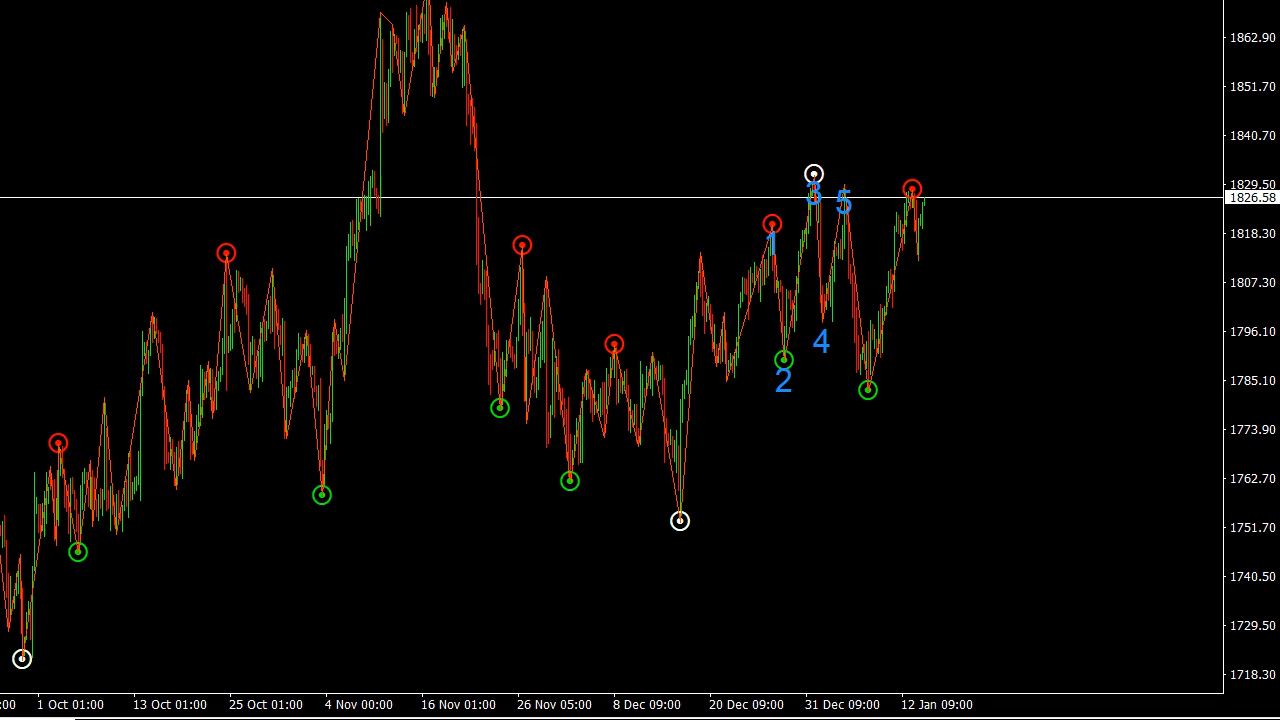 1862.90
1851.70
1840.70
1829.50
1826.58
1818.30
1807.30
1796.10
1785.10
1773.90
1762.70
1751.70
1740.50
1729.50
1718.30
3
5
1
4
2
:00
1 Oct 01:00
13 Oct 01:00
25 Oct 01:00
4 Nov 00:00
16 Nov 01:00
26 Nov 05:00
8 Dec 09:00
20 Dec 09:00
31 Dec 09:00
12 Jan 09:00